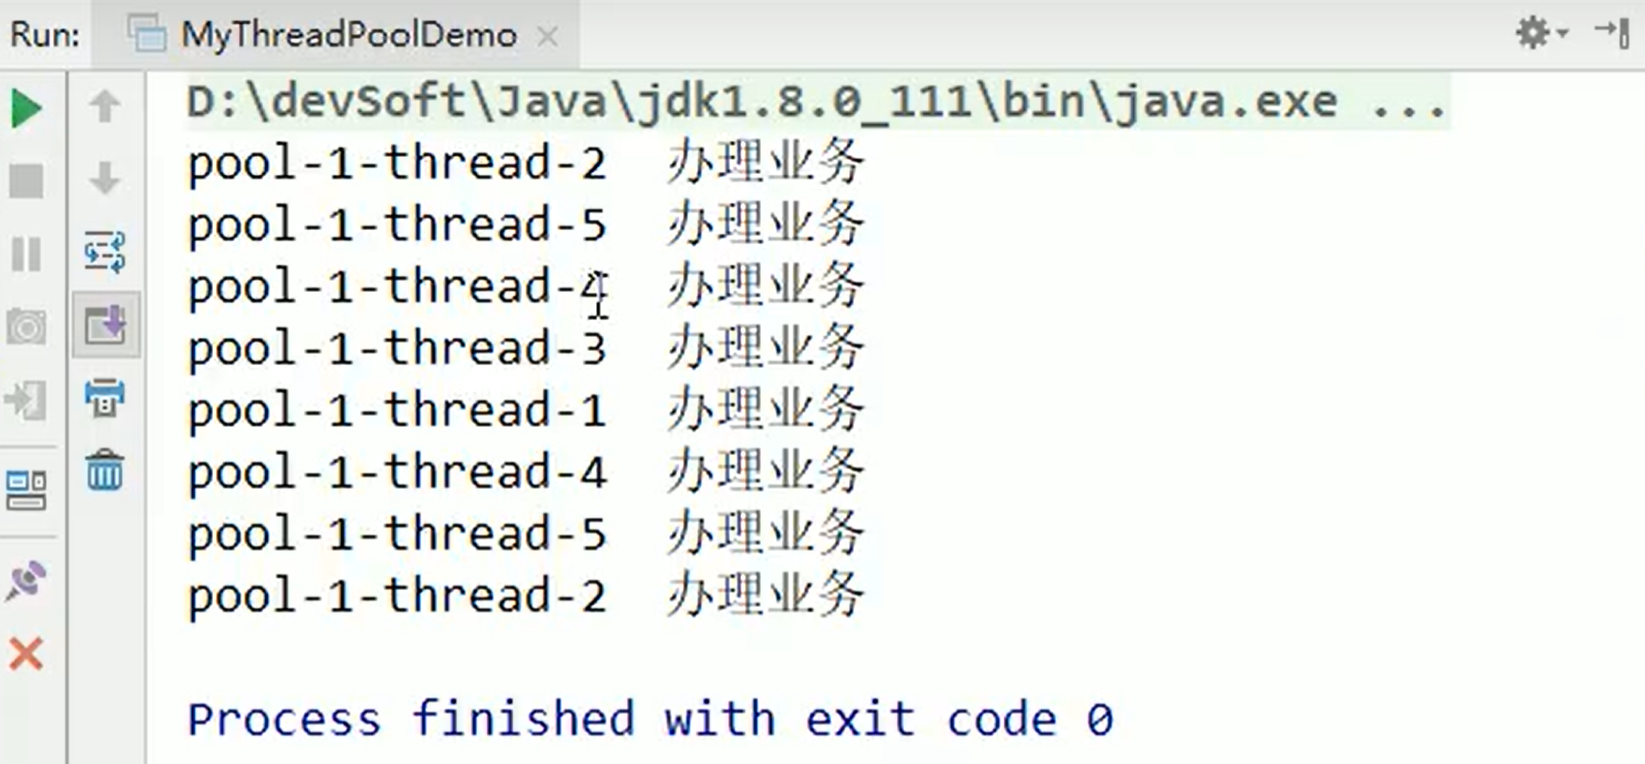 Run: MyThreadPoolDemo
D:\devSoft\Java\jdk1.8.0_111\bin\java.exe ...
pool-1-thread-2  办理业务
pool-1-thread-5  办理业务
pool-1-thread-4  办理业务
pool-1-thread-3  办理业务
pool-1-thread-1  办理业务
pool-1-thread-4  办理业务
pool-1-thread-5  办理业务
pool-1-thread-2  办理业务
Process finished with exit code 0